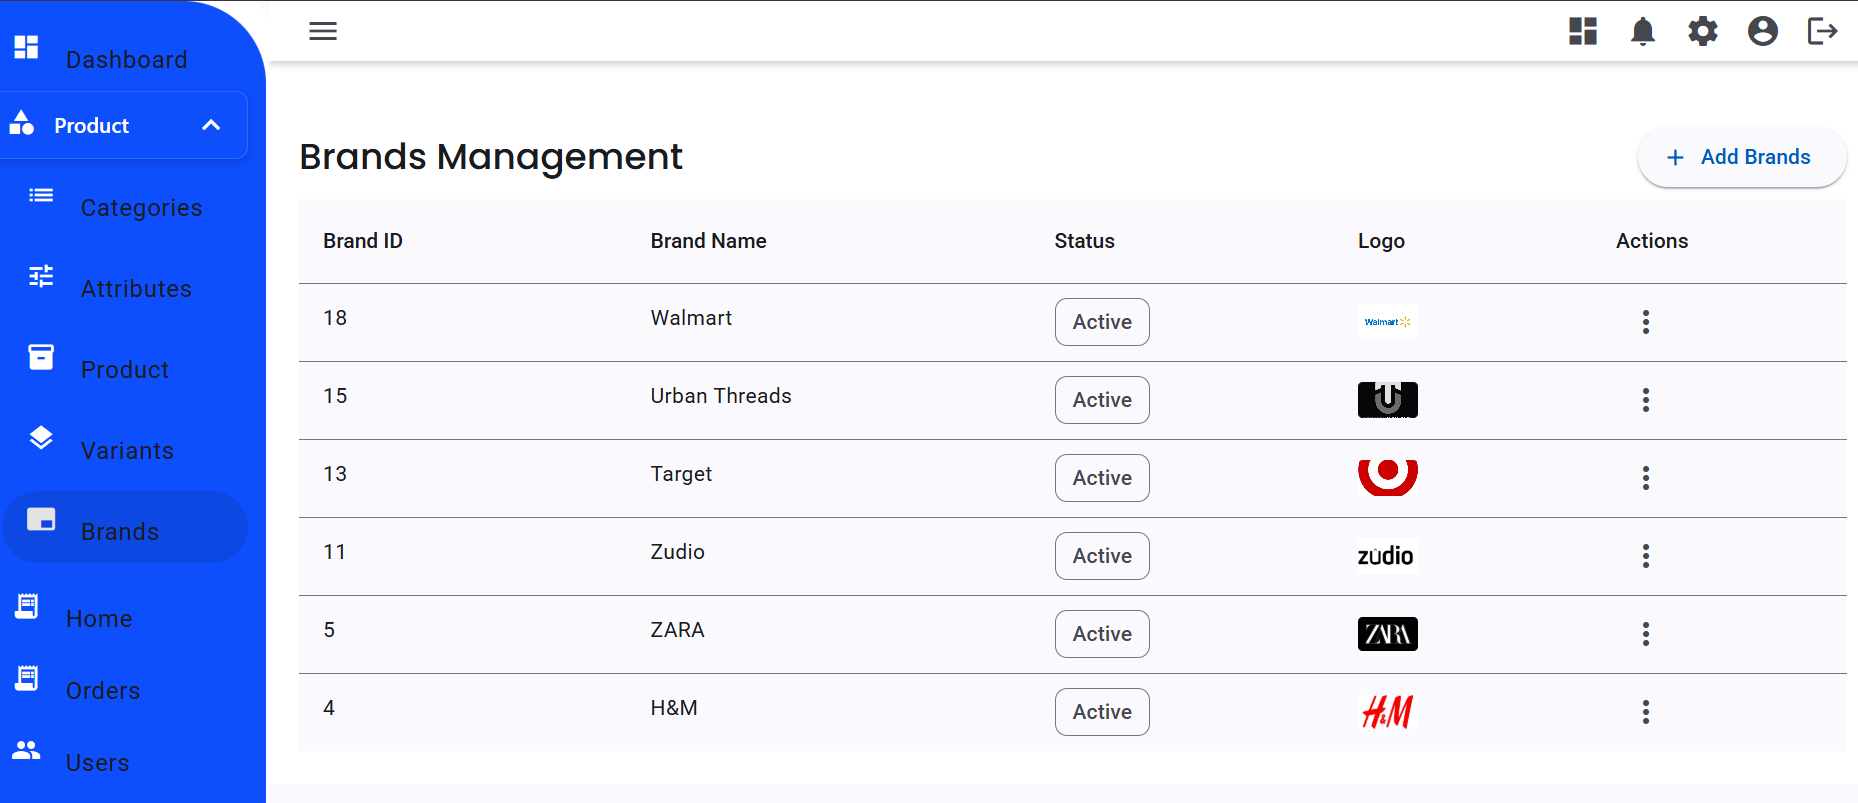 Dashboard
Product
Categories
Attributes
Product
Variants
Brands
Home
Orders
Users
Brands Management
+ Add Brands
Brand ID Brand Name Status Logo Actions
18 Walmart Active Walmart
15 Urban Threads Active
13 Target Active
11 Zudio Active zudio
5 ZARA Active ZARA
4 H&M Active H&M